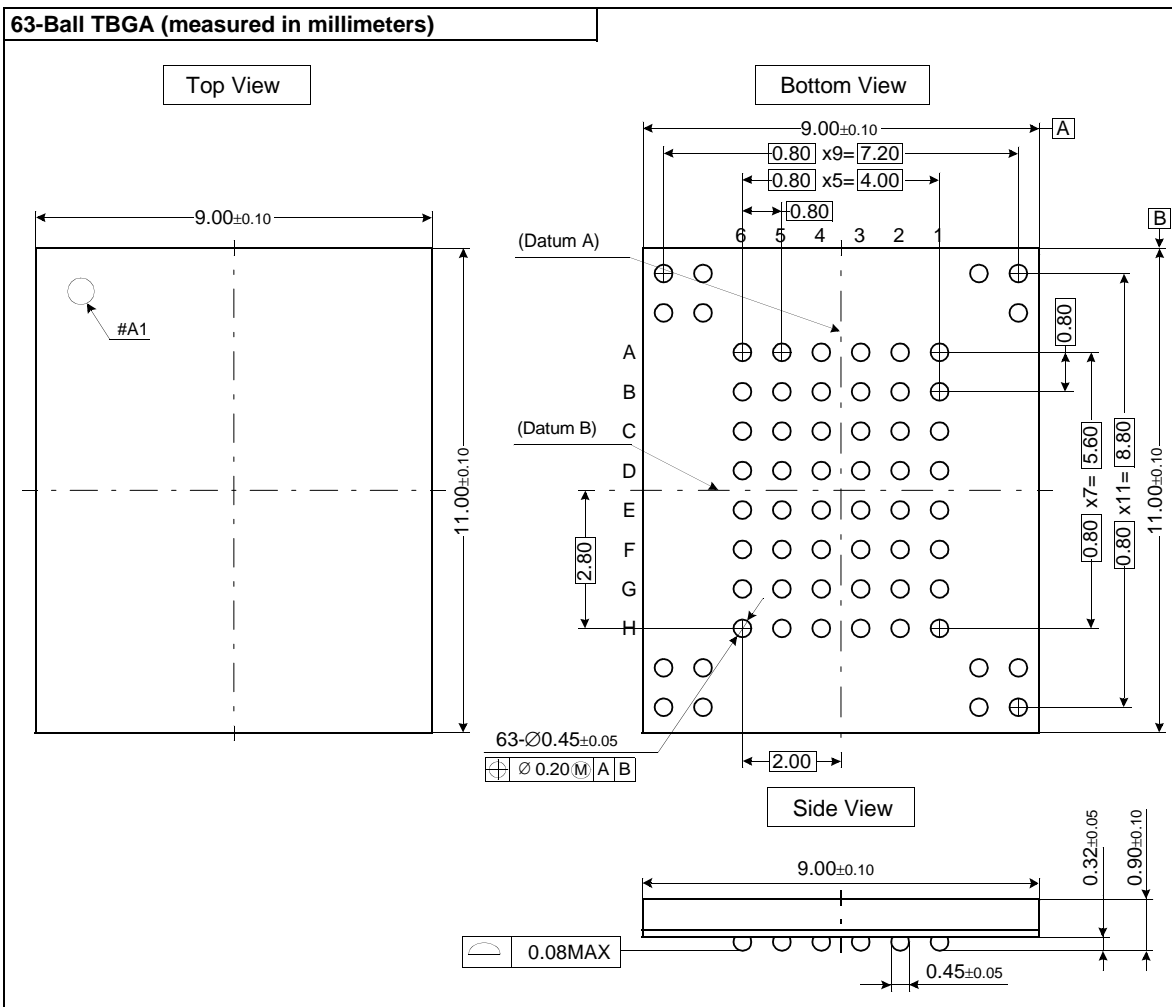 63-Ball TBGA (measured in millimeters)
Top View
Bottom View
9.00±0.10
A
0.80 x9= 7.20
0.80 x5= 4.00
0.80
9.00±0.10
B
6 5 4 3 2 1
(Datum A)
#A1
0.80
A
B
C
(Datum B)
D
E
F
G
H
11.00±0.10
2.80
0.80 x7= 5.60
0.80 x11= 8.80
11.00±0.10
63-∅0.45±0.05
⌖ ∅ 0.20 Ⓜ A B
2.00
Side View
9.00±0.10
0.32±0.05
0.90±0.10
0.08MAX
0.45±0.05